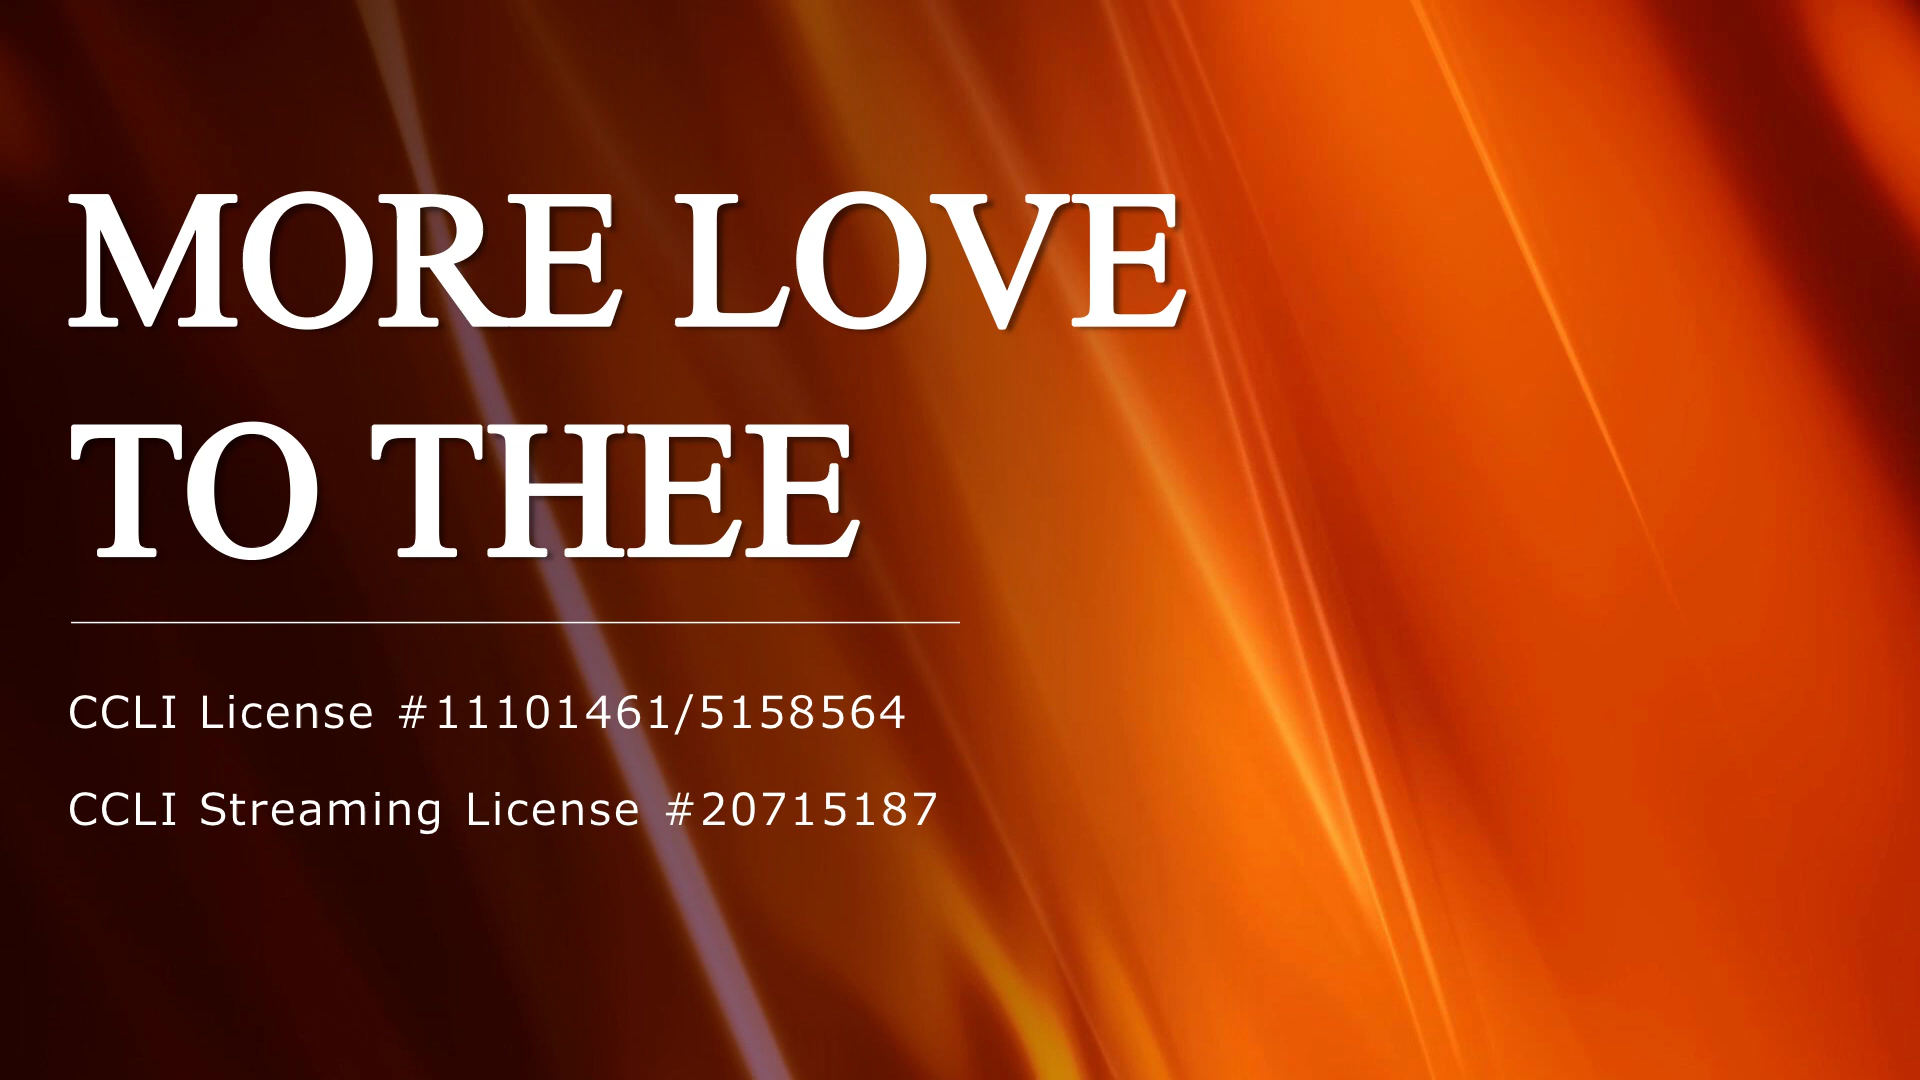 MORE LOVE
TO THEE
CCLI License #11101461/5158564
CCLI Streaming License #20715187